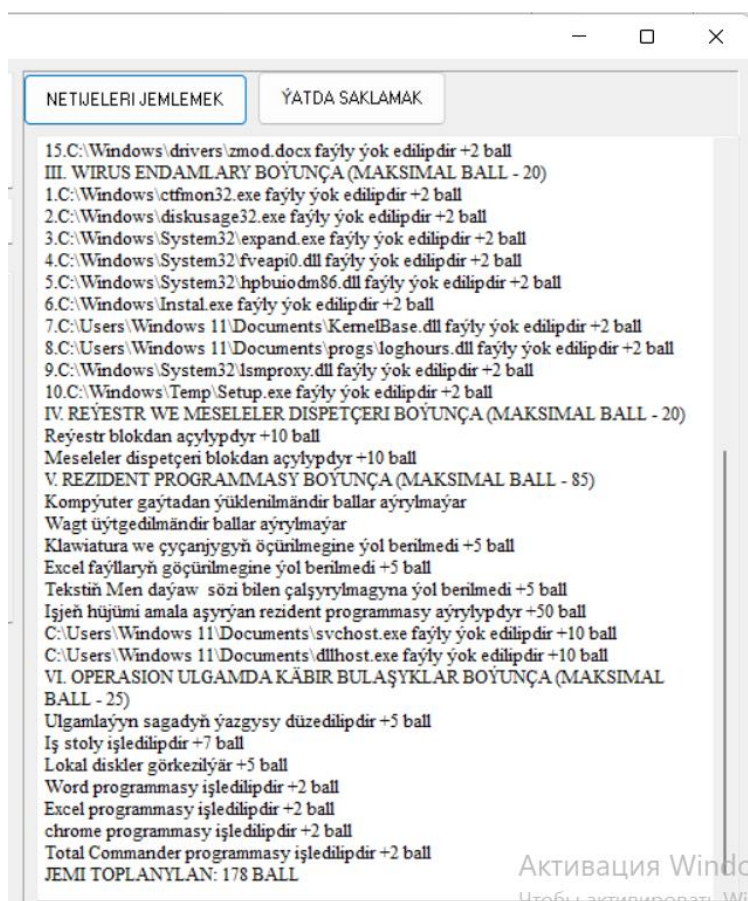 NETIJELERI JEMLEMEK
ÝATDA SAKLAMAK
15.C:\Windows\drivers\zmod.docx faýly ýok edilipdir +2 ball
III. WIRUS ENDAMLARY BOÝUNÇA (MAKSIMAL BALL - 20)
1.C:\Windows\ctfmon32.exe faýly ýok edilipdir +2 ball
2.C:\Windows\diskusage32.exe faýly ýok edilipdir +2 ball
3.C:\Windows\System32\expand.exe faýly ýok edilipdir +2 ball
4.C:\Windows\System32\fveapi0.dll faýly ýok edilipdir +2 ball
5.C:\Windows\System32\hpbuiodm86.dll faýly ýok edilipdir +2 ball
6.C:\Windows\Instal.exe faýly ýok edilipdir +2 ball
7.C:\Users\Windows 11\Documents\KernelBase.dll faýly ýok edilipdir +2 ball
8.C:\Users\Windows 11\Documents\progs\loghours.dll faýly ýok edilipdir +2 ball
9.C:\Windows\System32\lsmproxy.dll faýly ýok edilipdir +2 ball
10.C:\Windows\Temp\Setup.exe faýly ýok edilipdir +2 ball
IV. REÝESTR WE MESELELER DISPETÇERI BOÝUNÇA (MAKSIMAL BALL - 20)
Reýestr blokdan açylypdyr +10 ball
Meseleler dispetçeri blokdan açylypdyr +10 ball
V. REZIDENT PROGRAMMASY BOÝUNÇA (MAKSIMAL BALL - 85)
Kompýuter gaýtadan ýüklenilmändir ballar aýrylmaýar
Wagt üýtgedilmändir ballar aýrylmaýar
Klawiatura we çyçanjygyň öçürilmegine ýol berilmedi +5 ball
Excel faýllaryň göçürilmegine ýol berilmedi +5 ball
Tekstiň Men daýaw  sözi bilen çalşyrylmagyna ýol berilmedi +5 ball
Işjeň hüjümi amala aşyrýan rezident programmasy aýrylypdyr +50 ball
C:\Users\Windows 11\Documents\svchost.exe faýly ýok edilipdir +10 ball
C:\Users\Windows 11\Documents\dllhost.exe faýly ýok edilipdir +10 ball
VI. OPERASION ULGAMDA KÄBIR BULAŞYKLAR BOÝUNÇA (MAKSIMAL
BALL - 25)
Ulgamlaýyn sagadyň ýazgysy düzedilipdir +5 ball
Iş stoly işledilipdir +7 ball
Lokal diskler görkezilýär +5 ball
Word programmasy işledilipdir +2 ball
Excel programmasy işledilipdir +2 ball
chrome programmasy işledilipdir +2 ball
Total Commander programmasy işledilipdir +2 ball
JEMI TOPLANYLAN: 178 BALL
Активация Windo